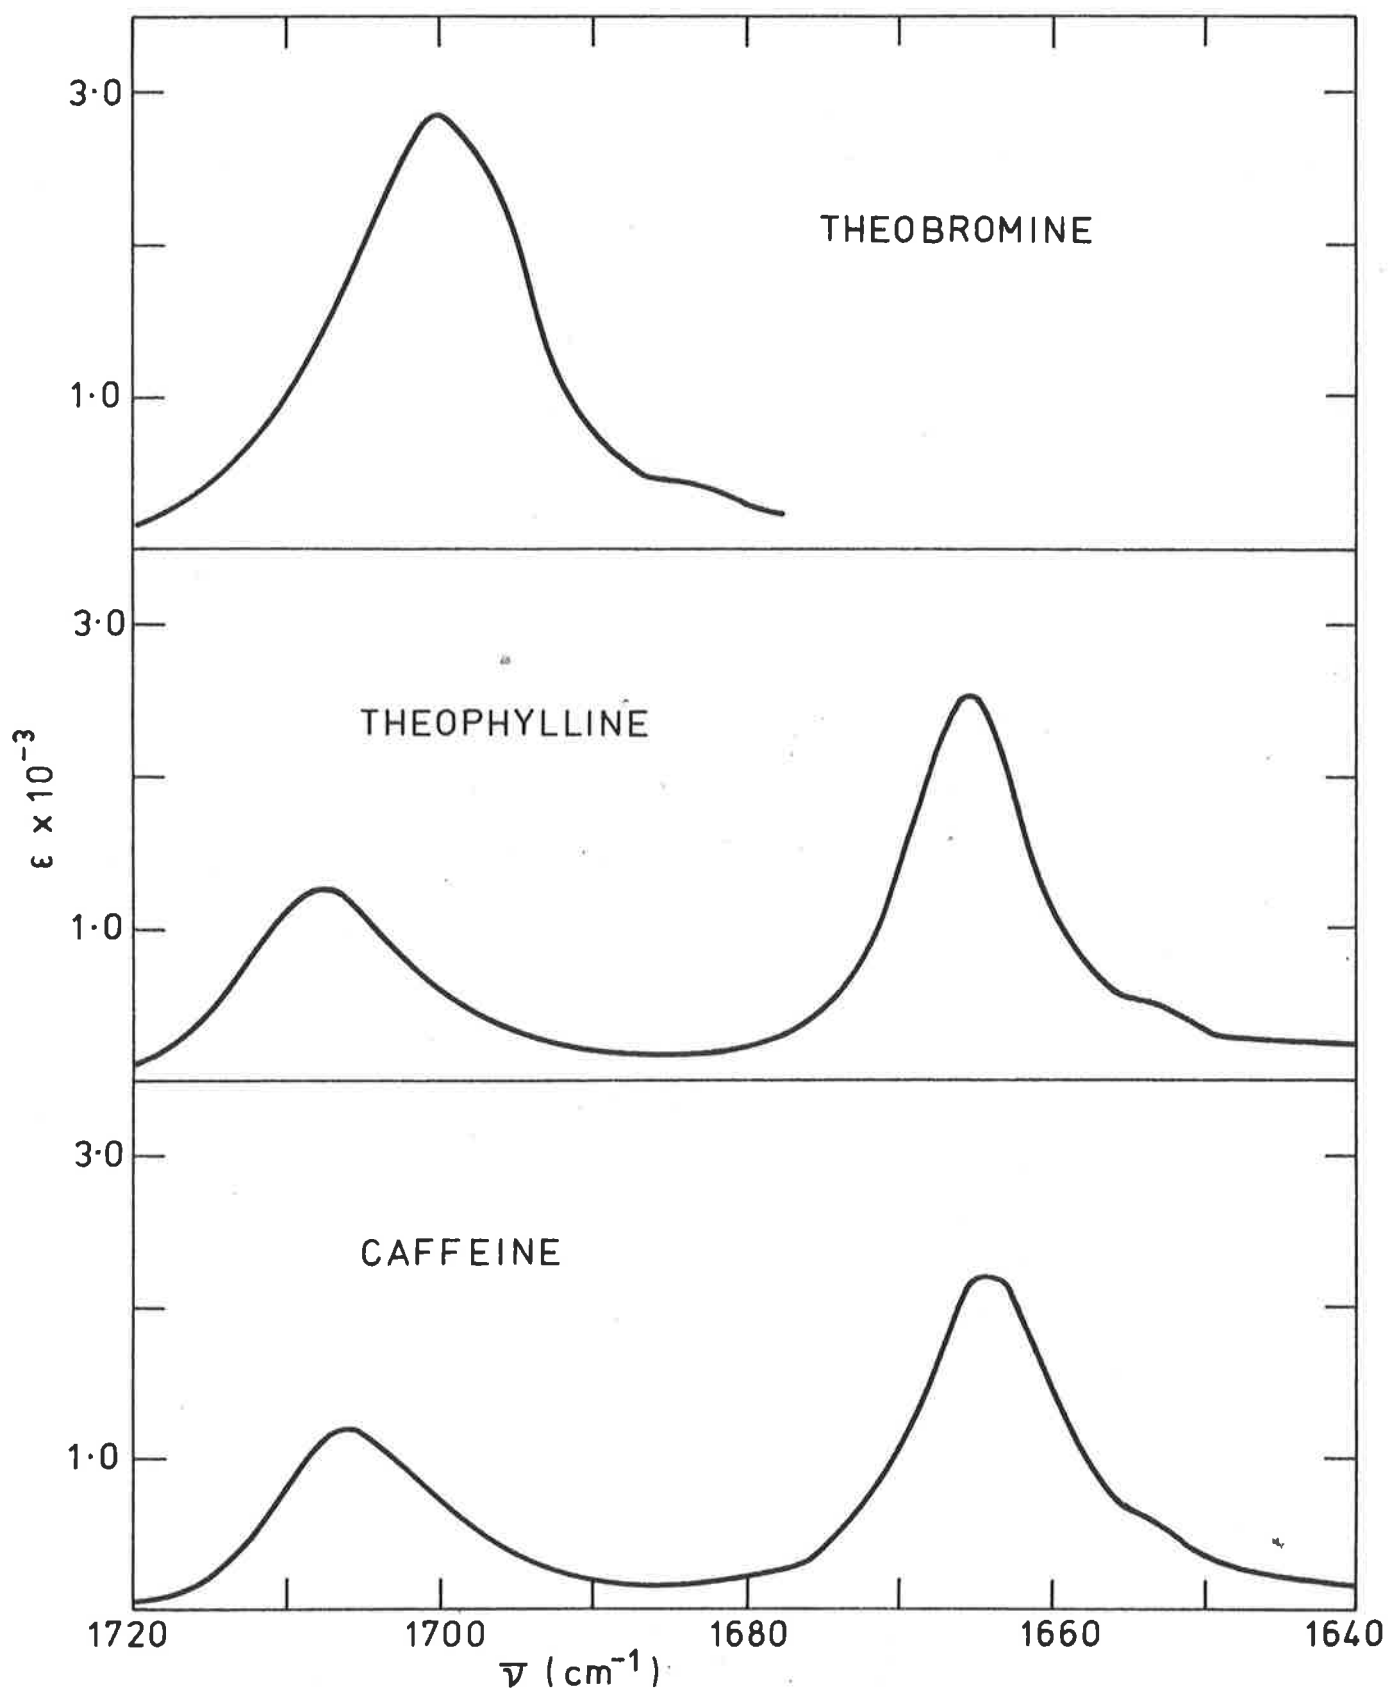 3·0
THEOBROMINE
1·0
3·0
THEOPHYLLINE
1·0
ε x 10⁻³
3·0
CAFFEINE
1·0
1720 1700 1680 1660 1640
ν̅ (cm⁻¹)